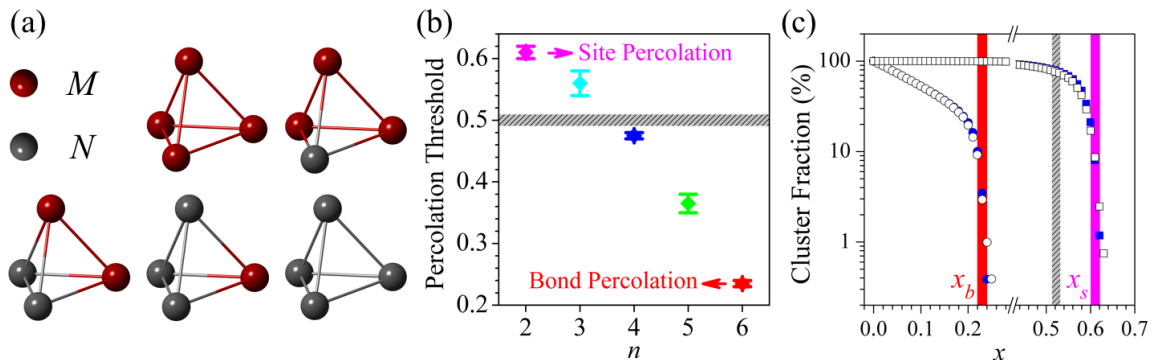 (a)
M
N
(b)
Percolation Threshold
0.6
0.5
0.4
0.3
0.2
Site Percolation
Bond Percolation
2 3 4 5 6
n
(c)
Cluster Fraction (%)
100
10
1
x_b
x_s
0.0 0.1 0.2 0.5 0.6 0.7
x